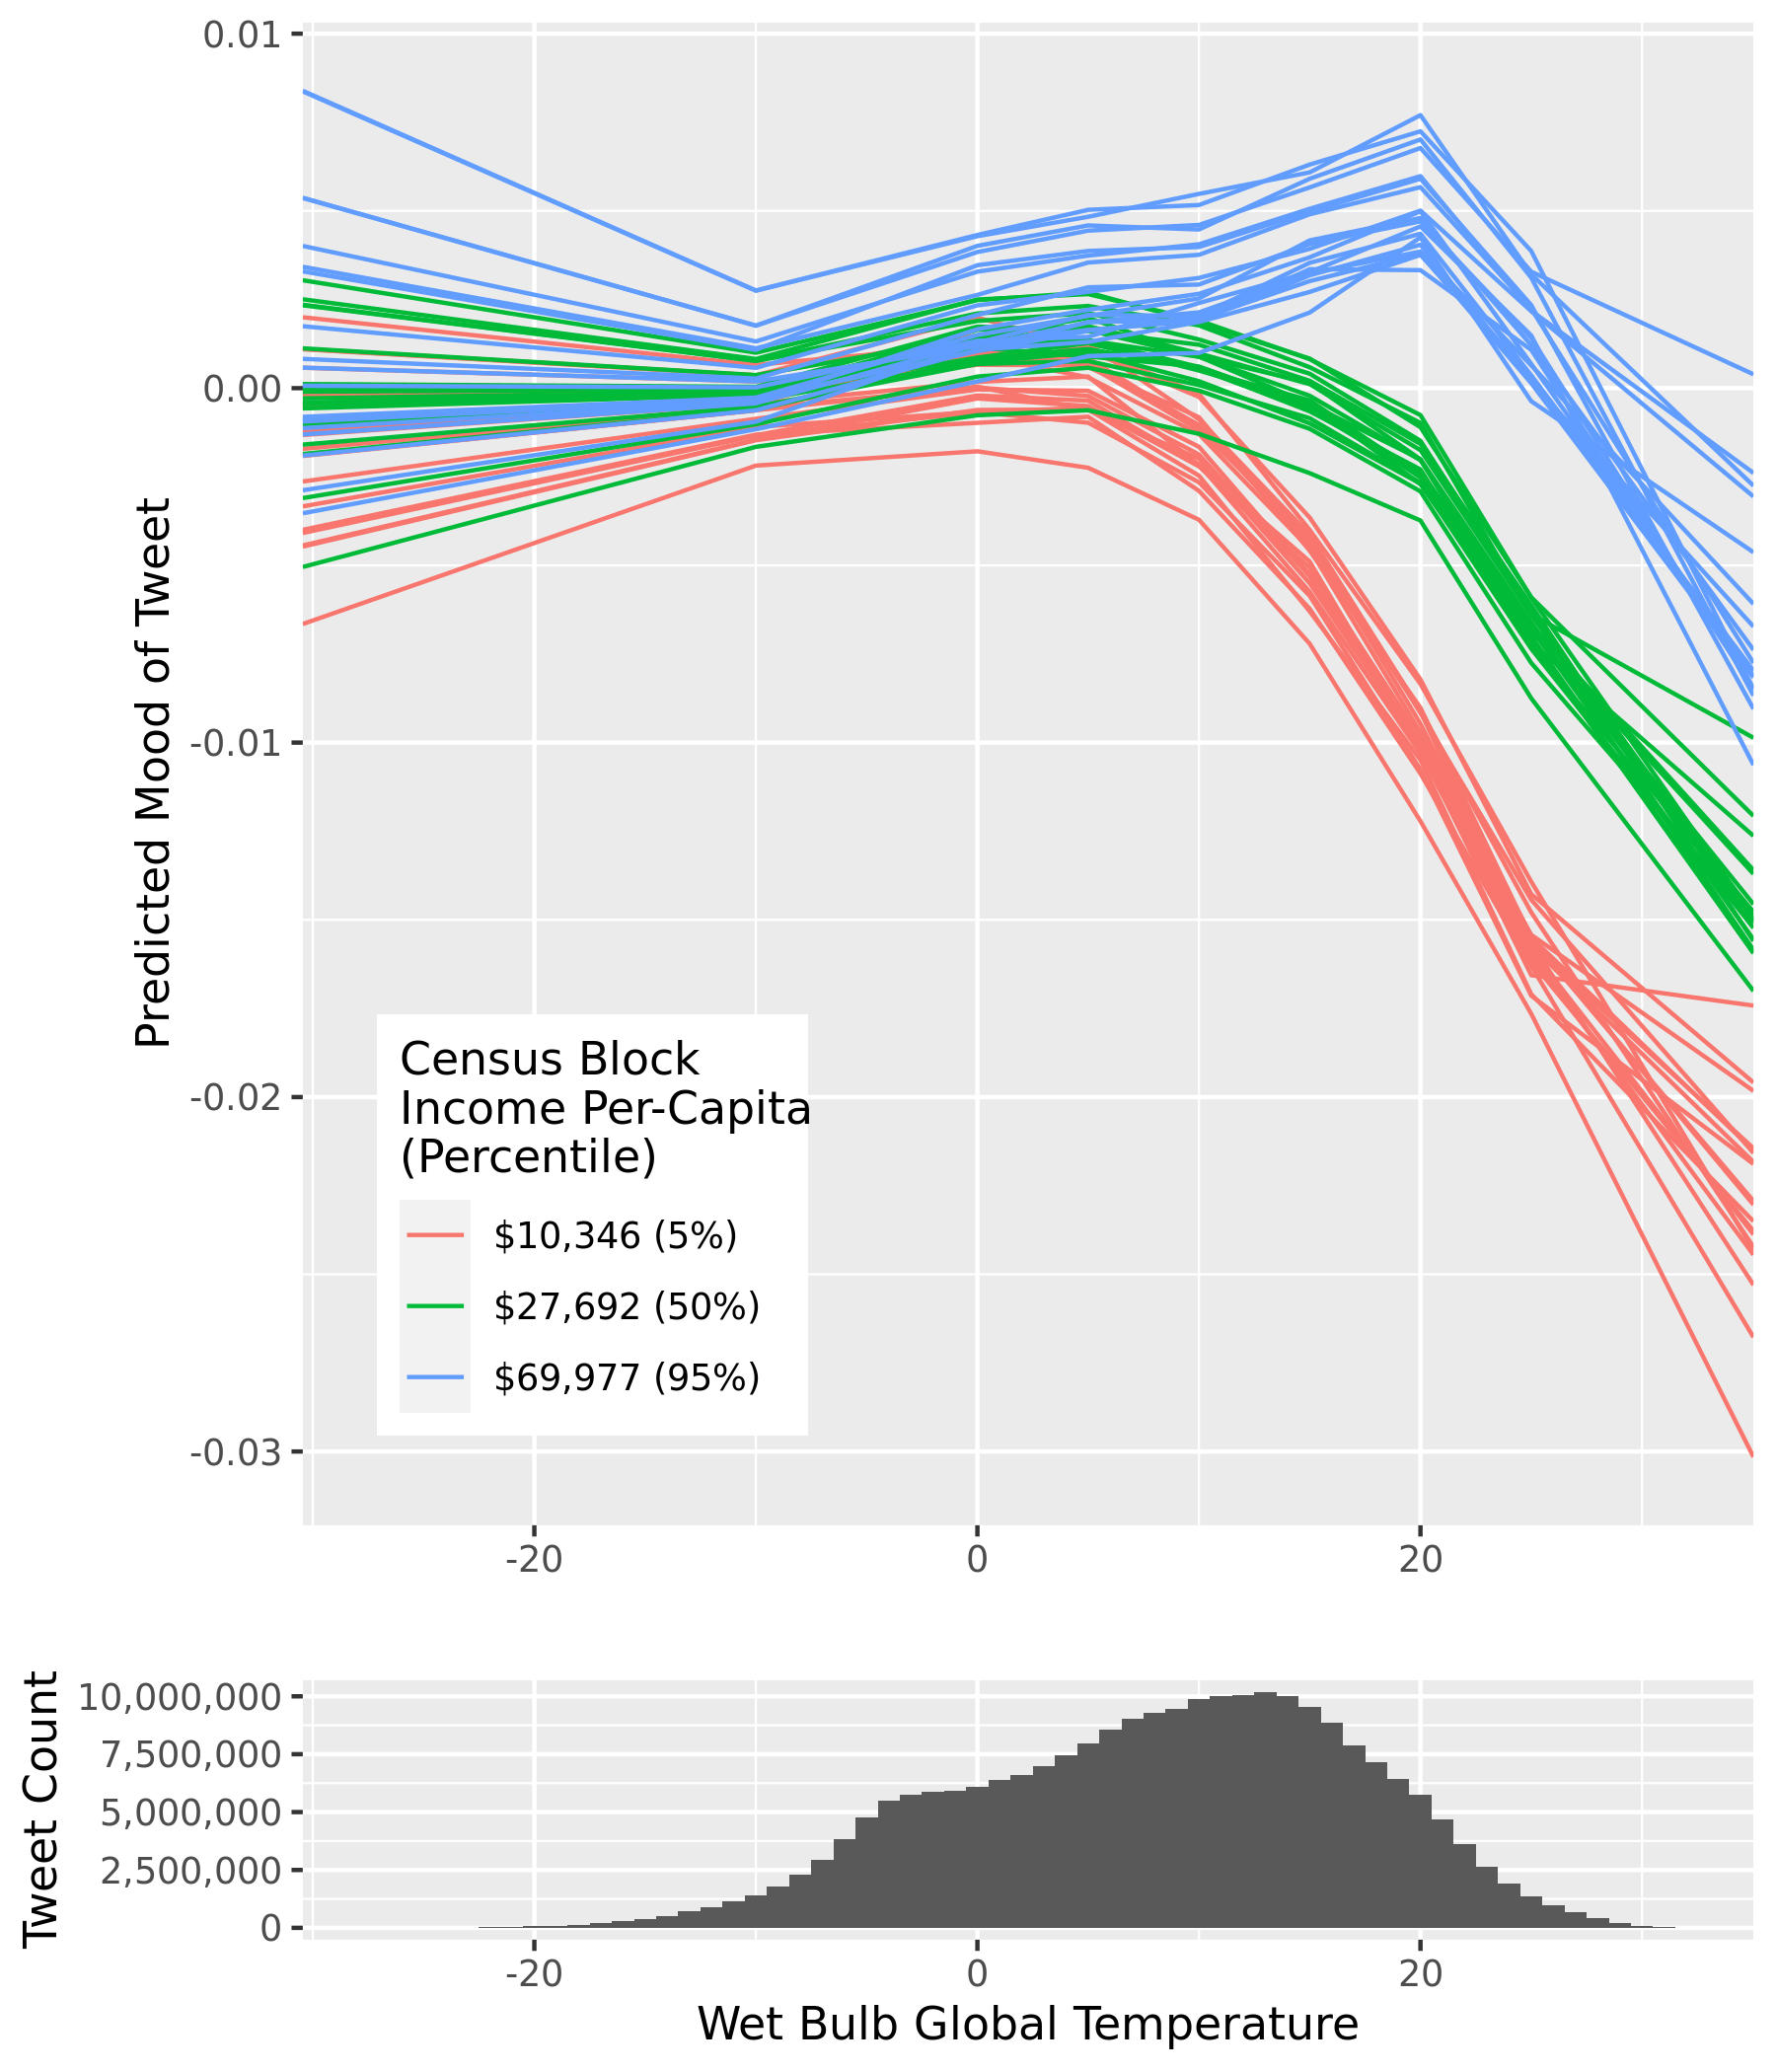 0.01
0.00
-0.01
-0.02
-0.03
Predicted Mood of Tweet
Census Block
Income Per-Capita
(Percentile)
$10,346 (5%)
$27,692 (50%)
$69,977 (95%)
-20 0 20
Tweet Count
10,000,000
7,500,000
5,000,000
2,500,000
0
-20 0 20
Wet Bulb Global Temperature